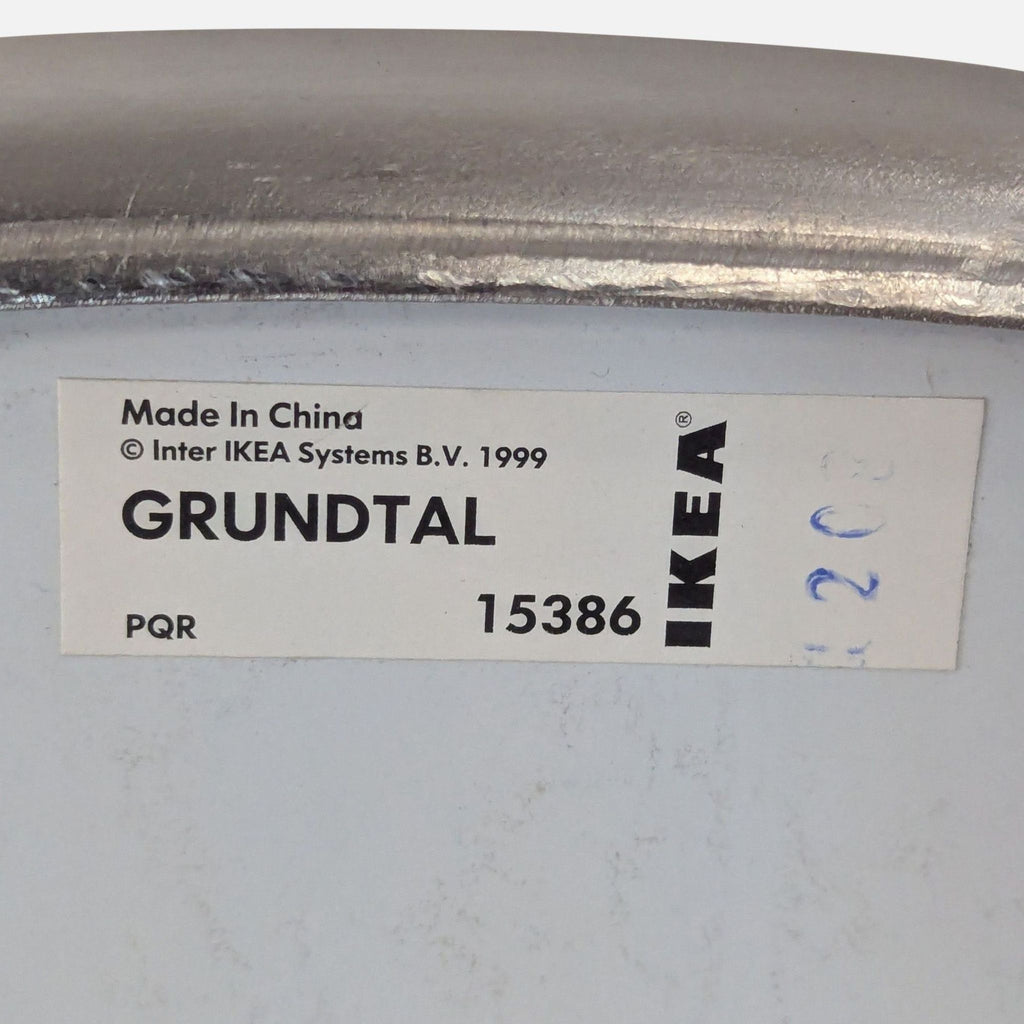 Made In China
© Inter IKEA Systems B.V. 1999
GRUNDTAL
PQR
15386
IKEA®